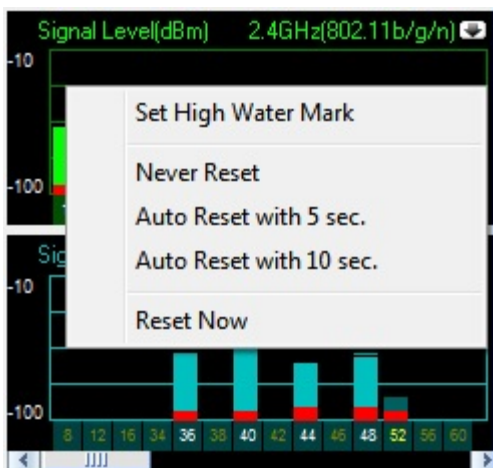 Signal Level(dBm) 2.4GHz(802.11b/g/n)
-10
Set High Water Mark
Never Reset
-100
Auto Reset with 5 sec.
Auto Reset with 10 sec.
-10
Reset Now
-100
8 12 16 34 36 38 40 42 44 46 48 52 56 60